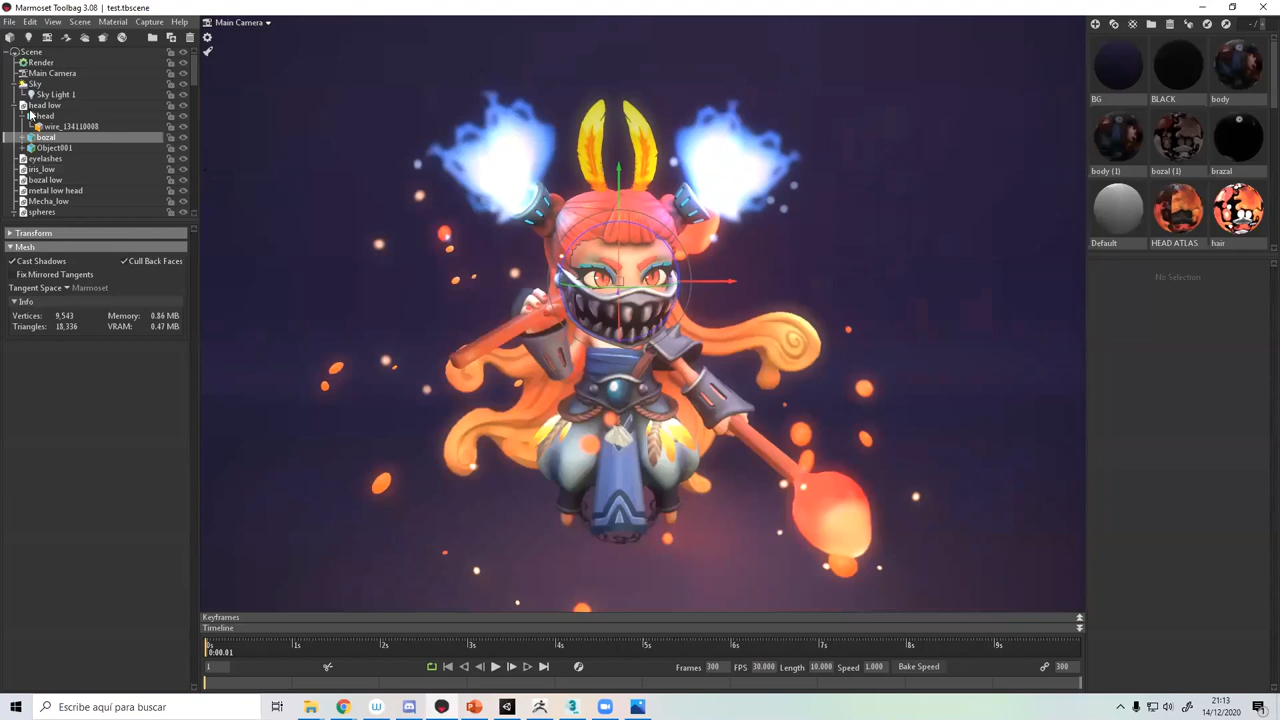 Marmoset Toolbag 3.08 | test.tbscene
File Edit View Scene Material Capture Help
Main Camera
- /
Scene
Render
Main Camera
Sky
Sky Light 1
head low
head
wire_134110008
bozal
Object001
eyelashes
iris_low
bozal low
metal low head
Mecha_low
spheres
Transform
Mesh
Cast Shadows Cull Back Faces
Fix Mirrored Tangents
Tangent Space Marmoset
Info
Vertices: 9,543 Memory: 0.86 MB
Triangles: 18,336 VRAM: 0.47 MB
BG BLACK body
body (1) bozal (1) brazal
Default HEAD ATLAS hair
No Selection
Keyframes
Timeline
0s 1s 2s 3s 4s 5s 6s 7s 8s 9s
0:00.01
1 Frames 300 FPS 30.000 Length 10.000 Speed 1.000 Bake Speed 300
Escribe aquí para buscar
21:13
14/12/2020
1